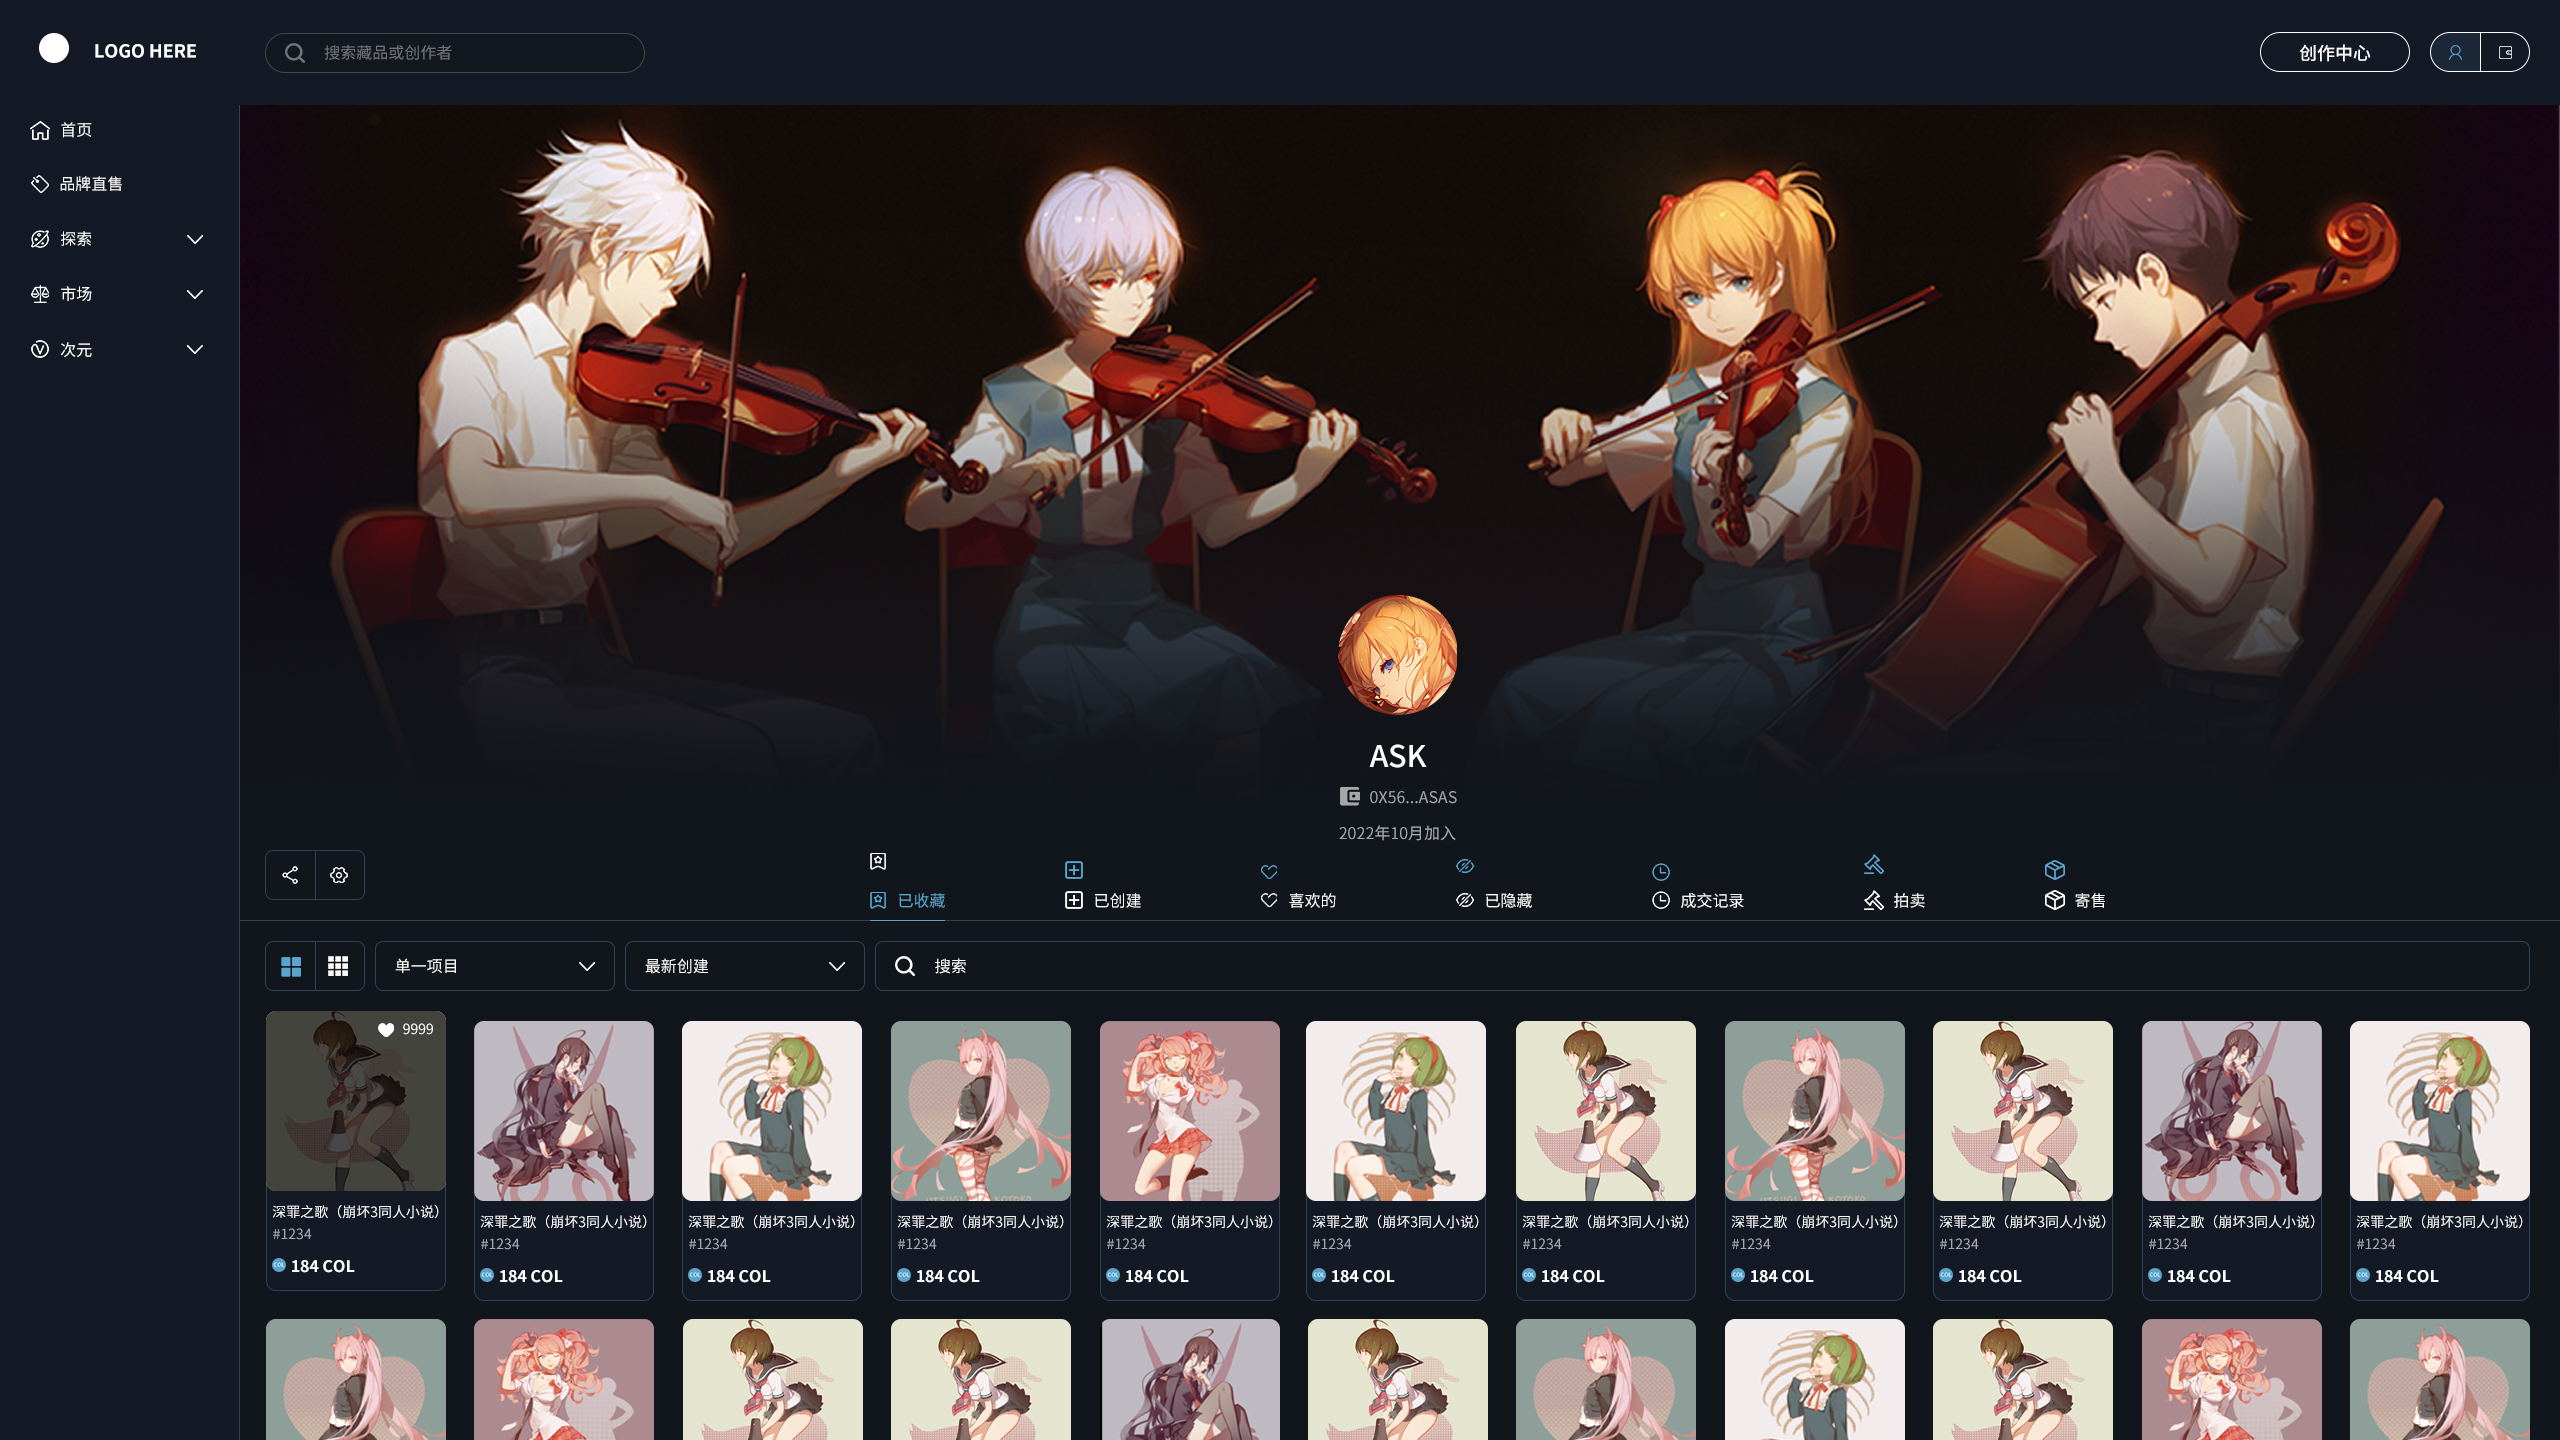 LOGO HERE
搜索藏品或创作者
创作中心
首页
品牌直售
探索
市场
次元
ASK
0X56...ASAS
2022年10月加入
已收藏
已创建
喜欢的
已隐藏
成交记录
拍卖
寄售
单一项目
最新创建
搜索
9999
深罪之歌（崩坏3同人小说）
#1234
184 COL
深罪之歌（崩坏3同人小说）
#1234
184 COL
深罪之歌（崩坏3同人小说）
#1234
184 COL
深罪之歌（崩坏3同人小说）
#1234
184 COL
深罪之歌（崩坏3同人小说）
#1234
184 COL
深罪之歌（崩坏3同人小说）
#1234
184 COL
深罪之歌（崩坏3同人小说）
#1234
184 COL
深罪之歌（崩坏3同人小说）
#1234
184 COL
深罪之歌（崩坏3同人小说）
#1234
184 COL
深罪之歌（崩坏3同人小说）
#1234
184 COL
深罪之歌（崩坏3同人小说）
#1234
184 COL